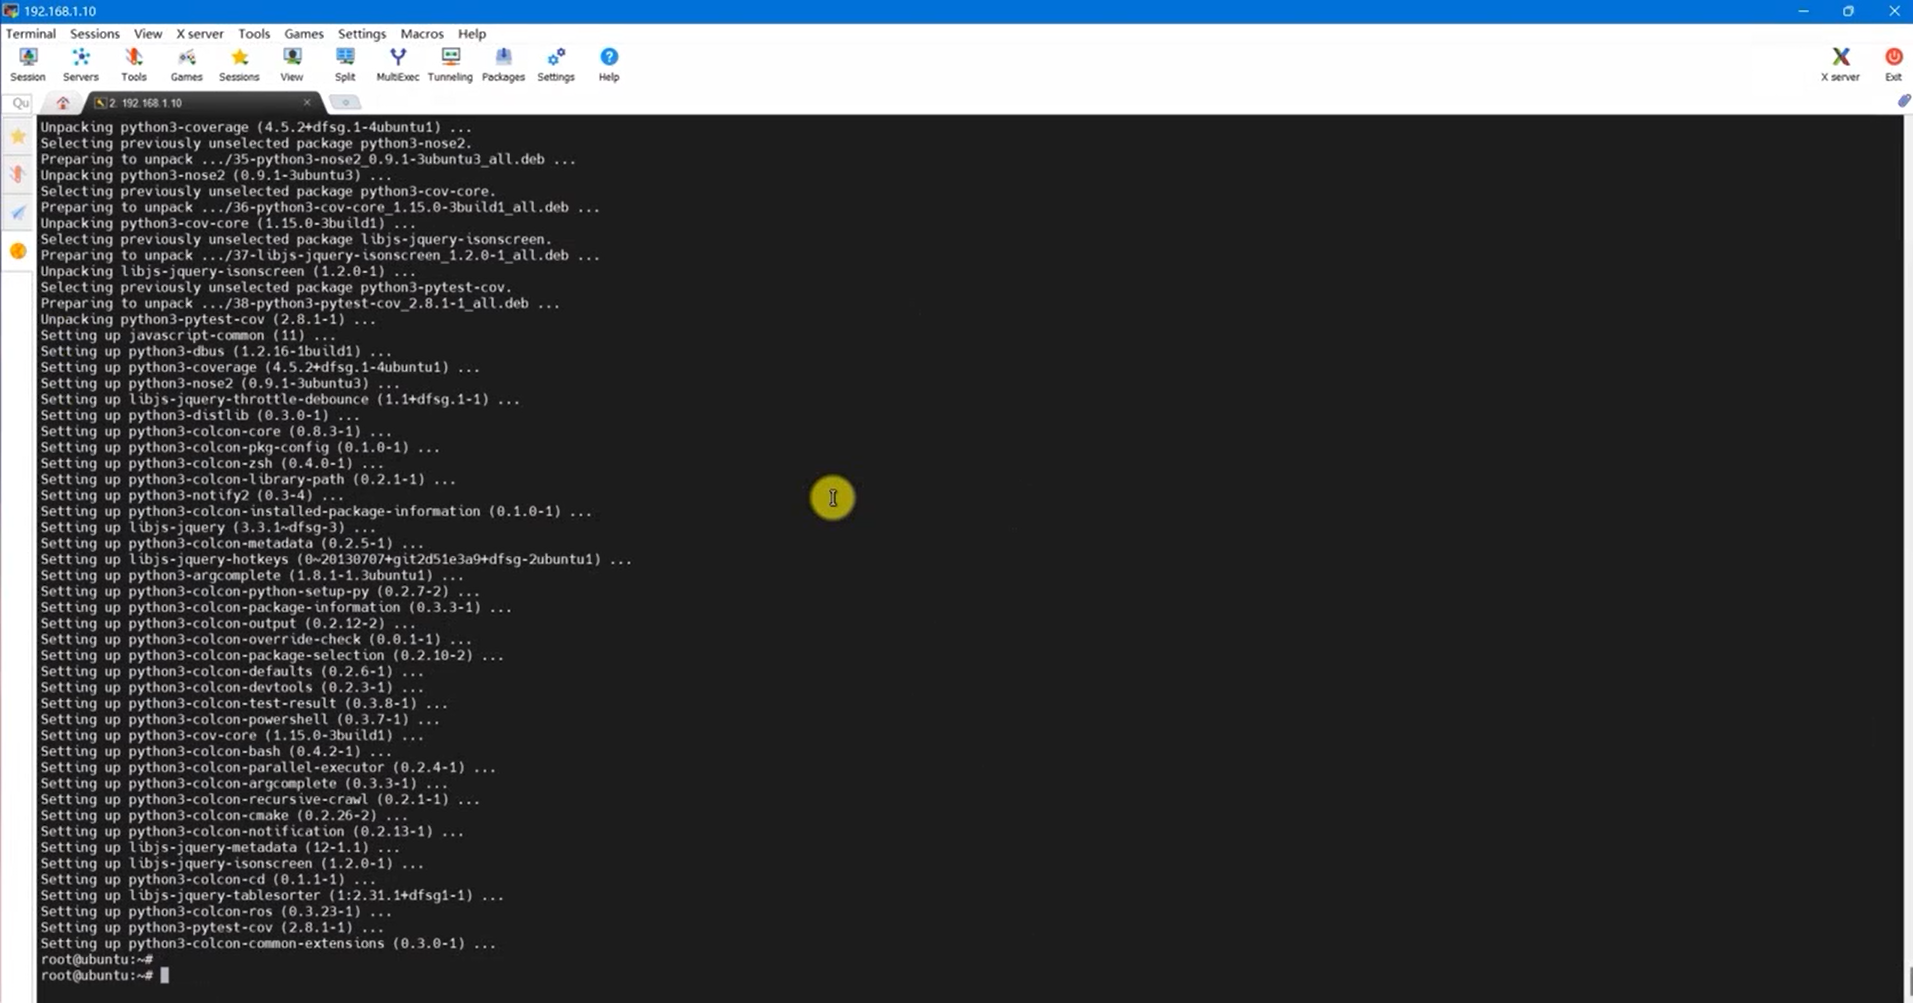 192.168.1.10
Terminal Sessions View X server Tools Games Settings Macros Help
Session Servers Tools Games Sessions View Split MultiExec Tunneling Packages Settings Help X server Exit
Qu 2. 192.168.1.10
Unpacking python3-coverage (4.5.2+dfsg.1-4ubuntu1) ...
Selecting previously unselected package python3-nose2.
Preparing to unpack .../35-python3-nose2_0.9.1-3ubuntu3_all.deb ...
Unpacking python3-nose2 (0.9.1-3ubuntu3) ...
Selecting previously unselected package python3-cov-core.
Preparing to unpack .../36-python3-cov-core_1.15.0-3build1_all.deb ...
Unpacking python3-cov-core (1.15.0-3build1) ...
Selecting previously unselected package libjs-jquery-isonscreen.
Preparing to unpack .../37-libjs-jquery-isonscreen_1.2.0-1_all.deb ...
Unpacking libjs-jquery-isonscreen (1.2.0-1) ...
Selecting previously unselected package python3-pytest-cov.
Preparing to unpack .../38-python3-pytest-cov_2.8.1-1_all.deb ...
Unpacking python3-pytest-cov (2.8.1-1) ...
Setting up javascript-common (11) ...
Setting up python3-dbus (1.2.16-1build1) ...
Setting up python3-coverage (4.5.2+dfsg.1-4ubuntu1) ...
Setting up python3-nose2 (0.9.1-3ubuntu3) ...
Setting up libjs-jquery-throttle-debounce (1.1+dfsg.1-1) ...
Setting up python3-distlib (0.3.0-1) ...
Setting up python3-colcon-core (0.8.3-1) ...
Setting up python3-colcon-pkg-config (0.1.0-1) ...
Setting up python3-colcon-zsh (0.4.0-1) ...
Setting up python3-colcon-library-path (0.2.1-1) ...
Setting up python3-notify2 (0.3-4) ...
Setting up python3-colcon-installed-package-information (0.1.0-1) ...
Setting up libjs-jquery (3.3.1~dfsg-3) ...
Setting up python3-colcon-metadata (0.2.5-1) ...
Setting up libjs-jquery-hotkeys (0~20130707+git2d51e3a9+dfsg-2ubuntu1) ...
Setting up python3-argcomplete (1.8.1-1.3ubuntu1) ...
Setting up python3-colcon-python-setup-py (0.2.7-2) ...
Setting up python3-colcon-package-information (0.3.3-1) ...
Setting up python3-colcon-output (0.2.12-2) ...
Setting up python3-colcon-override-check (0.0.1-1) ...
Setting up python3-colcon-package-selection (0.2.10-2) ...
Setting up python3-colcon-defaults (0.2.6-1) ...
Setting up python3-colcon-devtools (0.2.3-1) ...
Setting up python3-colcon-test-result (0.3.8-1) ...
Setting up python3-colcon-powershell (0.3.7-1) ...
Setting up python3-cov-core (1.15.0-3build1) ...
Setting up python3-colcon-bash (0.4.2-1) ...
Setting up python3-colcon-parallel-executor (0.2.4-1) ...
Setting up python3-colcon-argcomplete (0.3.3-1) ...
Setting up python3-colcon-recursive-crawl (0.2.1-1) ...
Setting up python3-colcon-cmake (0.2.26-2) ...
Setting up python3-colcon-notification (0.2.13-1) ...
Setting up libjs-jquery-metadata (12-1.1) ...
Setting up libjs-jquery-isonscreen (1.2.0-1) ...
Setting up python3-colcon-cd (0.1.1-1) ...
Setting up libjs-jquery-tablesorter (1:2.31.1+dfsg1-1) ...
Setting up python3-colcon-ros (0.3.23-1) ...
Setting up python3-pytest-cov (2.8.1-1) ...
Setting up python3-colcon-common-extensions (0.3.0-1) ...
root@ubuntu:~#
root@ubuntu:~#